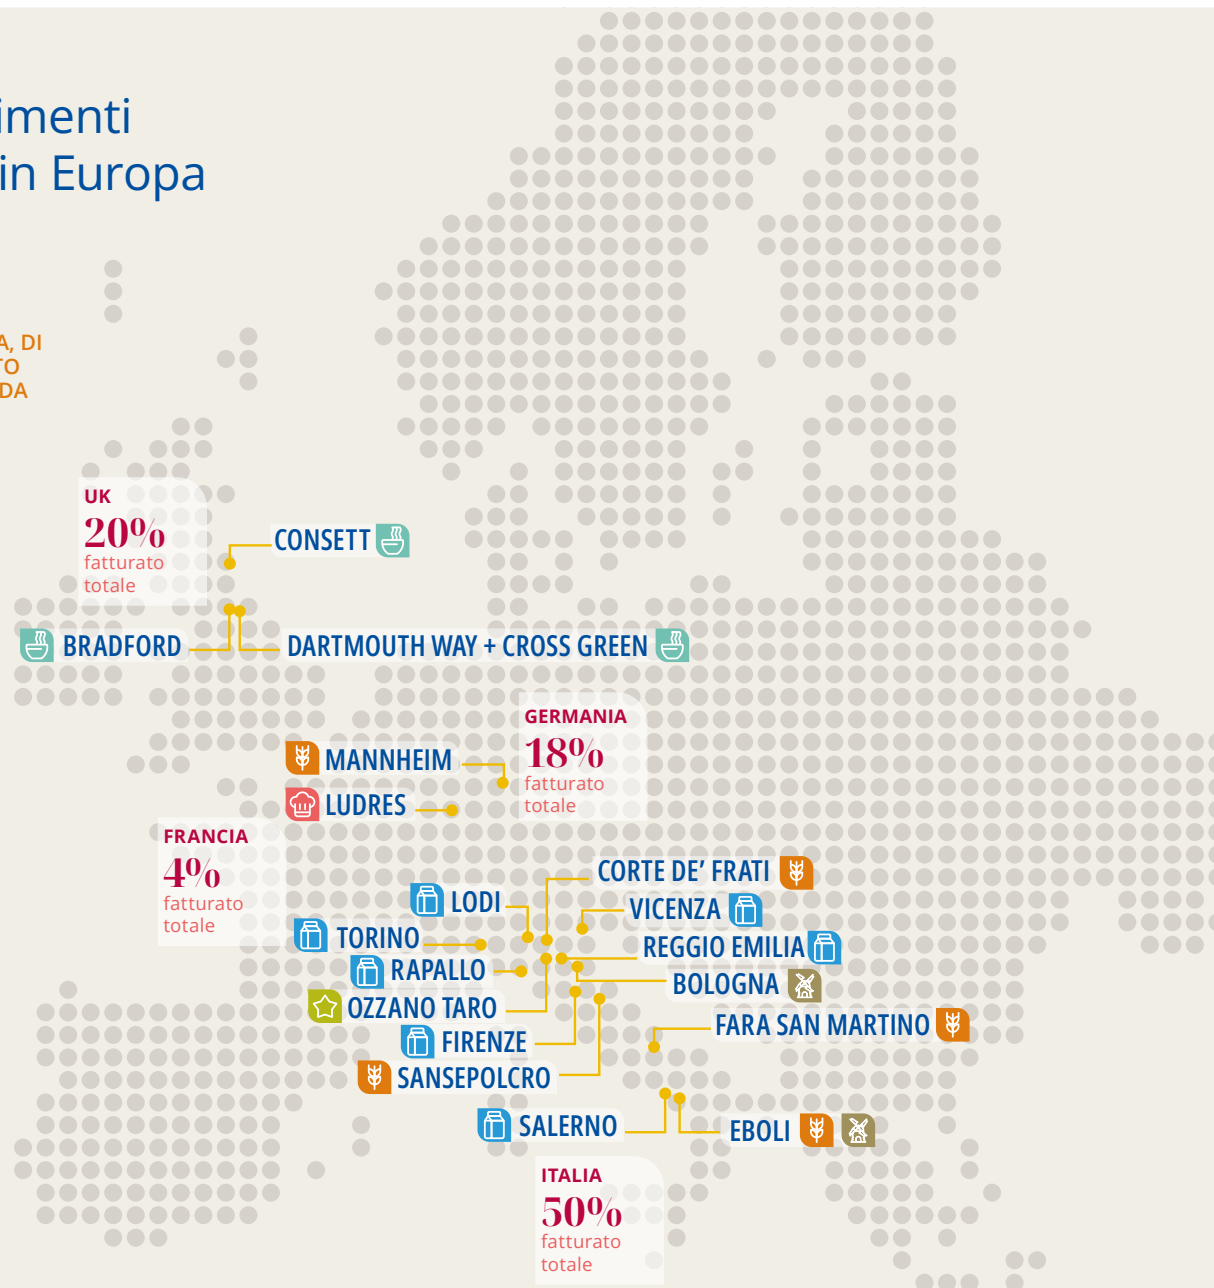 imenti
in Europa
A, DI
TO
DA
UK
20%
fatturato
totale
CONSETT
BRADFORD
DARTMOUTH WAY + CROSS GREEN
GERMANIA
18%
fatturato
totale
MANNHEIM
LUDRES
FRANCIA
4%
fatturato
totale
CORTE DE’ FRATI
LODI
VICENZA
TORINO
REGGIO EMILIA
RAPALLO
BOLOGNA
OZZANO TARO
FARA SAN MARTINO
FIRENZE
SANSEPOLCRO
SALERNO
EBOLI
ITALIA
50%
fatturato
totale